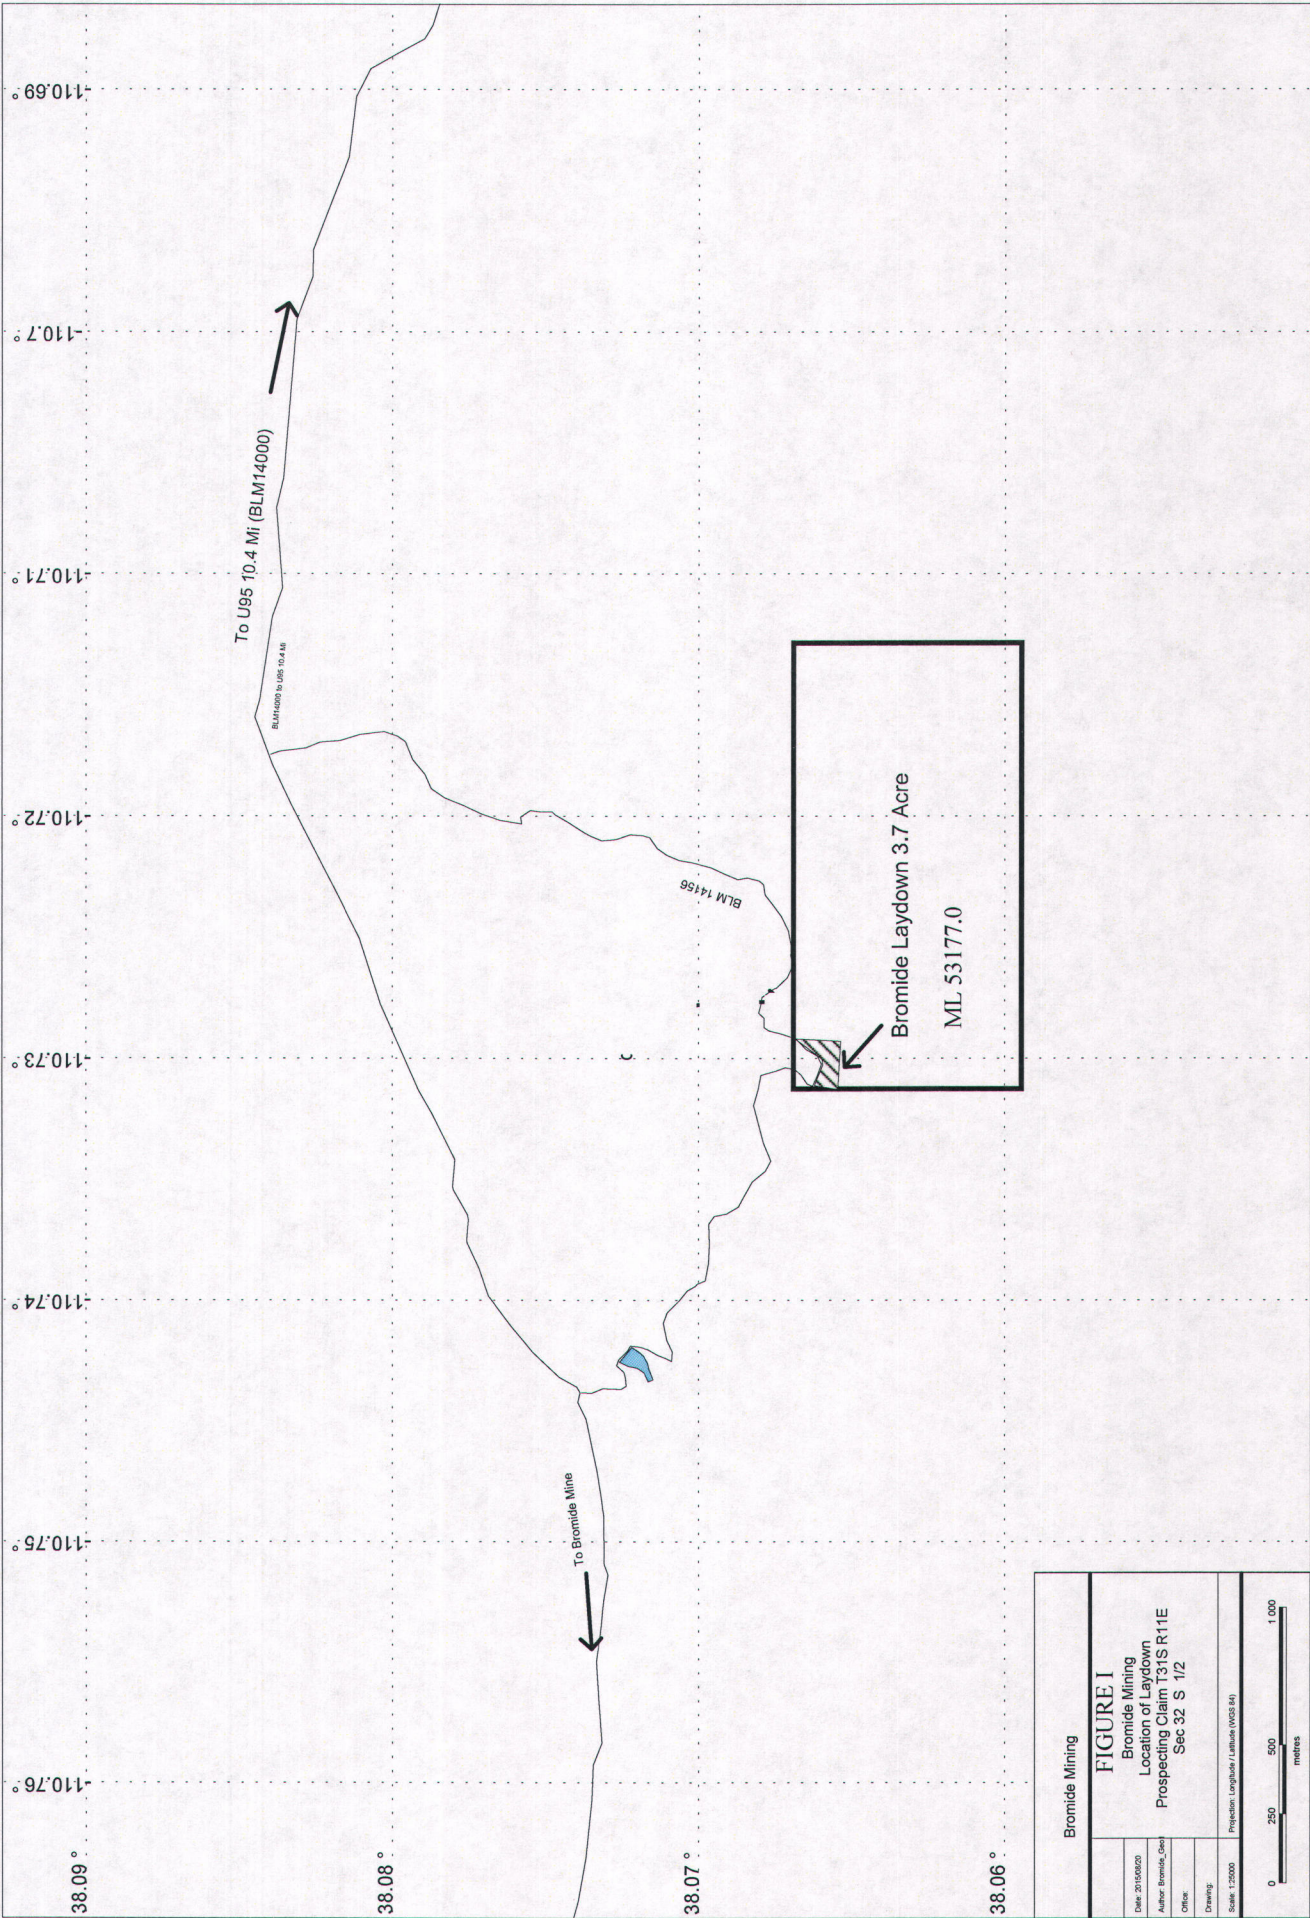 -110.76 °
-110.75 °
-110.74 °
-110.73 °
-110.72 °
-110.71 °
-110.7 °
-110.69 °
38.09 °
38.08 °
38.07 °
38.06 °
To U95 10.4 Mi (BLM14000)
BLM14000 to U95 10.4 Mi
BLM 14156
To Bromide Mine
Bromide Laydown 3.7 Acre
ML 53177.0
Bromide Mining
FIGURE I
Bromide Mining
Location of Laydown
Prospecting Claim T31S R11E
Sec 32 S 1/2
Date: 2015/08/20
Author: Bromide_Geo1
Office:
Drawing:
Scale: 1:25000
Projection: Longitude / Latitude (WGS 84)
0 250 500 1 000
metres